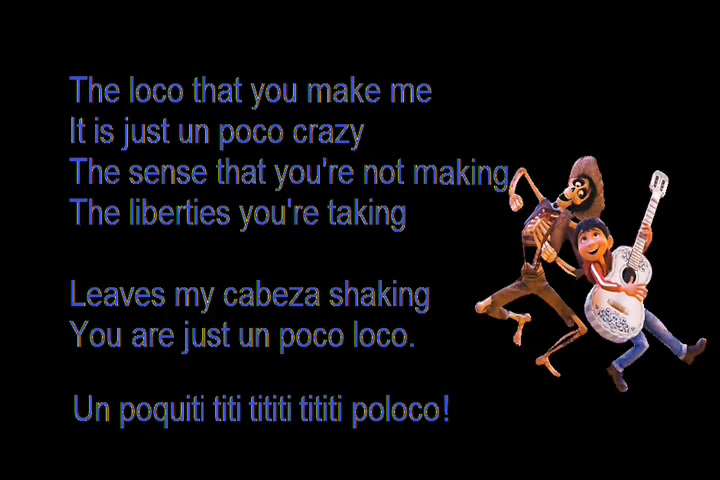 The loco that you make me
It is just un poco crazy
The sense that you're not making
The liberties you're taking
Leaves my cabeza shaking
You are just un poco loco.
Un poquiti titi tititi tititi poloco!